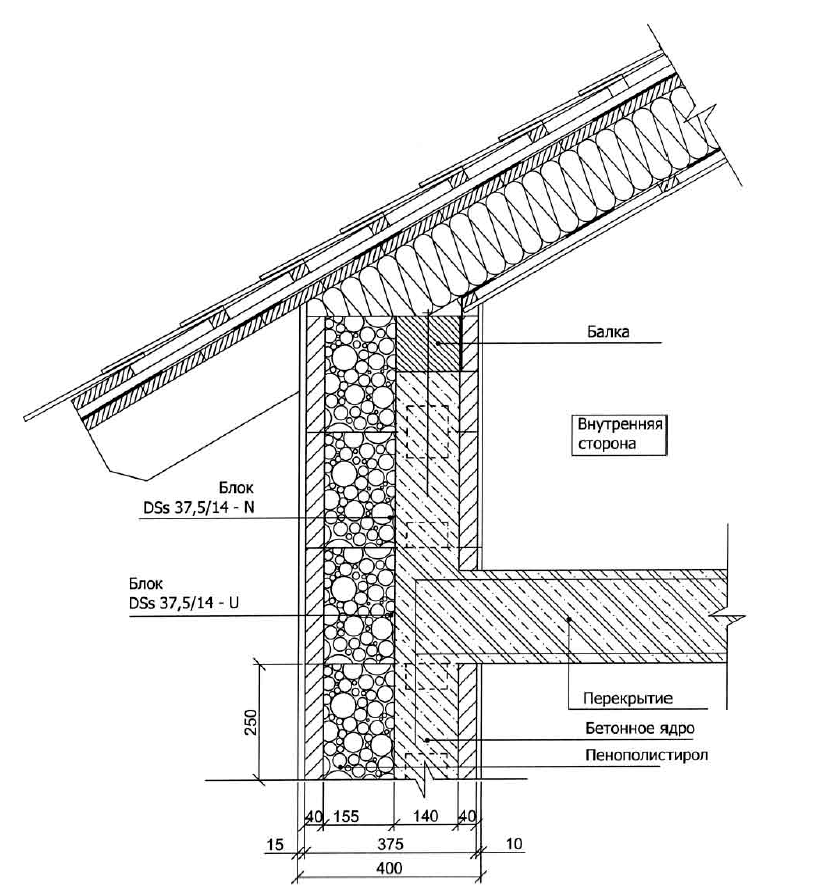 Балка
Внутренняя
сторона
Блок
DSs 37,5/14 - N
Блок
DSs 37,5/14 - U
250
Перекрытие
Бетонное ядро
Пенополистирол
40 155 140 40
15 375 10
400